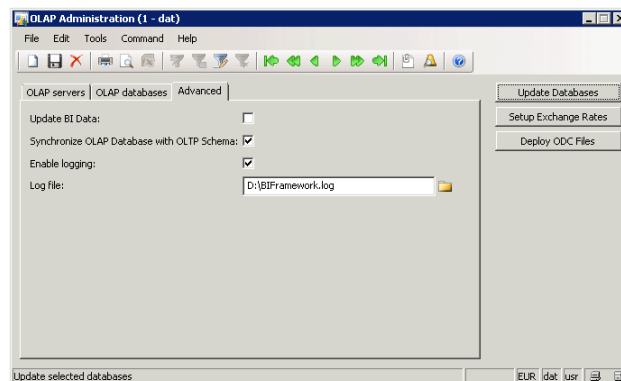 OLAP Administration (1 - dat)
File Edit Tools Command Help
OLAP servers OLAP databases Advanced
Update BI Data:
Synchronize OLAP Database with OLTP Schema:
Enable logging:
Log file: D:\BIFramework.log
Update Databases
Setup Exchange Rates
Deploy ODC Files
Update selected databases EUR dat usr